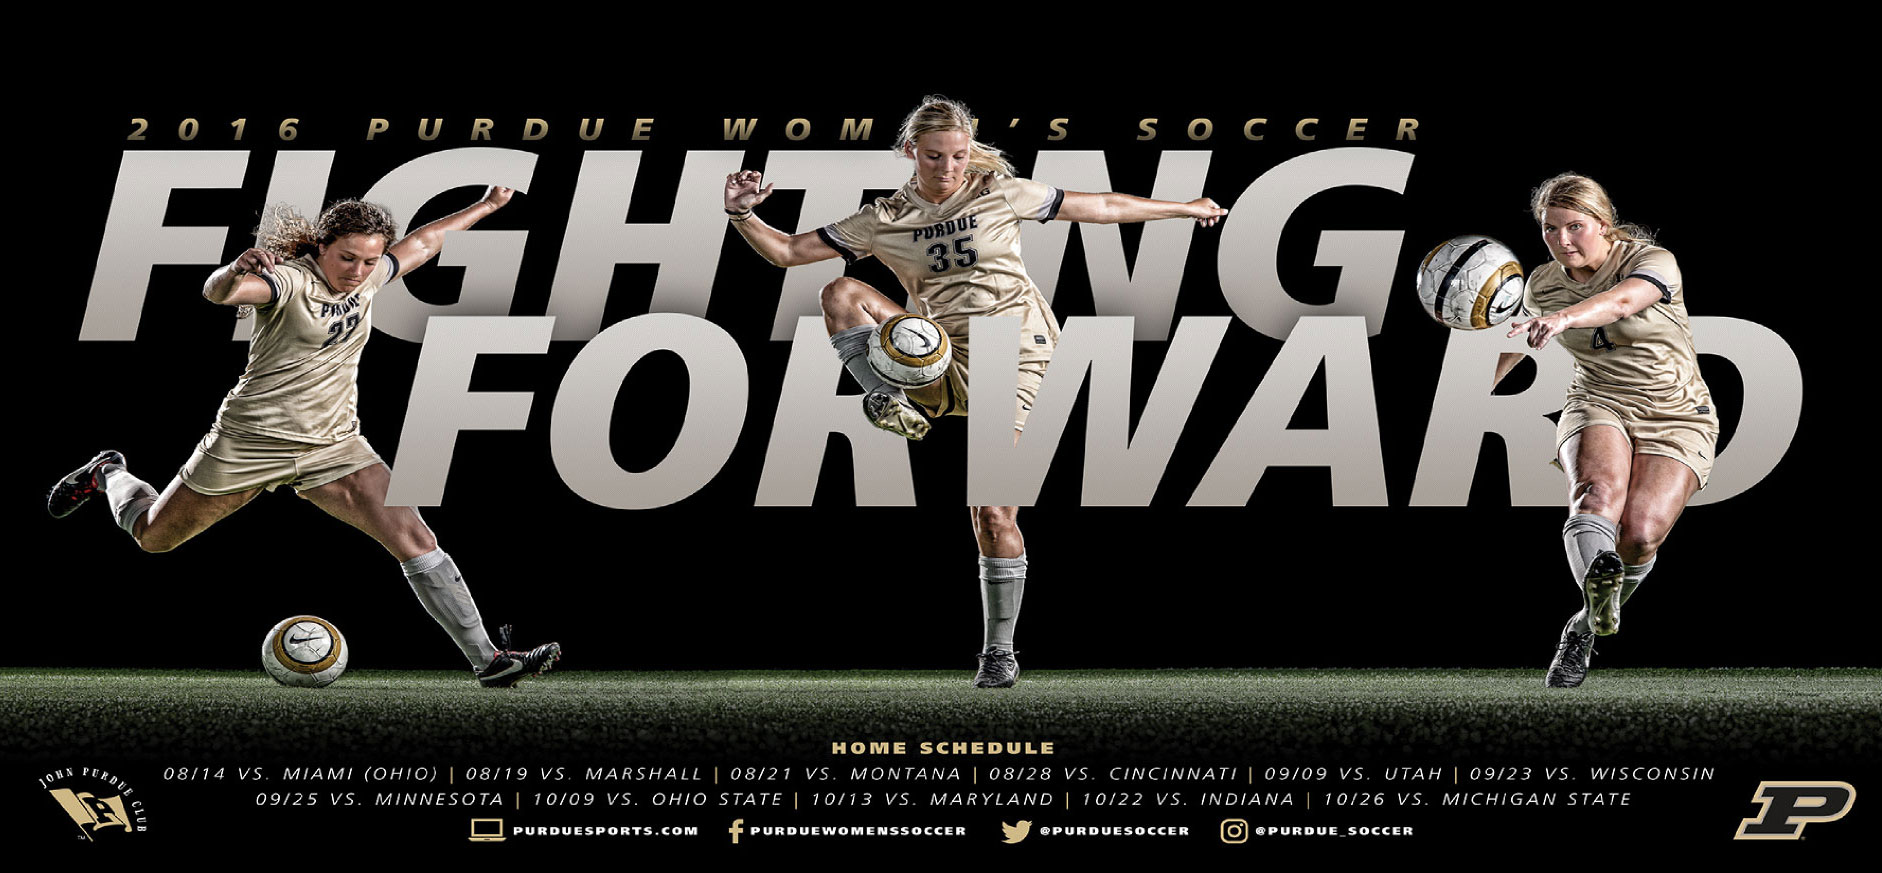 2016 PURDUE WOMEN'S SOCCER
FIGHTING
FORWARD
PURDUE
27
PURDUE
35
4
HOME SCHEDULE
08/14 VS. MIAMI (OHIO) | 08/19 VS. MARSHALL | 08/21 VS. MONTANA | 08/28 VS. CINCINNATI | 09/09 VS. UTAH | 09/23 VS. WISCONSIN
09/25 VS. MINNESOTA | 10/09 VS. OHIO STATE | 10/13 VS. MARYLAND | 10/22 VS. INDIANA | 10/26 VS. MICHIGAN STATE
PURDUESPORTS.COM PURDUEWOMENSSOCCER @PURDUESOCCER @PURDUE_SOCCER
JOHN PURDUE CLUB
P